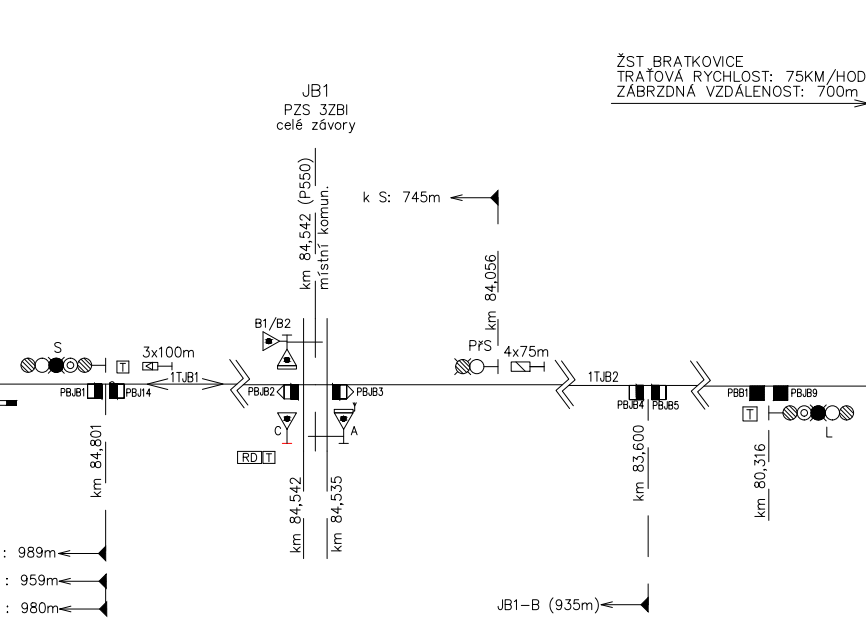 ŽST BRATKOVICE
TRAŤOVÁ RYCHLOST: 75KM/HOD
ZÁBRZDNÁ VZDÁLENOST: 700m
JB1
PZS 3ZBI
celé závory
km 84,542 (P550)
místní komun.
k S: 745m
km 84,056
B1/B2
S
T
3x100m
PřS
4x75m
PBJB1
PBJ14
1TJB1
PBJB2
PBJB3
1TJB2
PBJB4
PBJB5
PBB1
PBJB9
T
L
C
A
RD T
km 84,801
km 84,542
km 84,535
km 83,600
km 80,316
: 989m
: 959m
: 980m
JB1-B (935m)